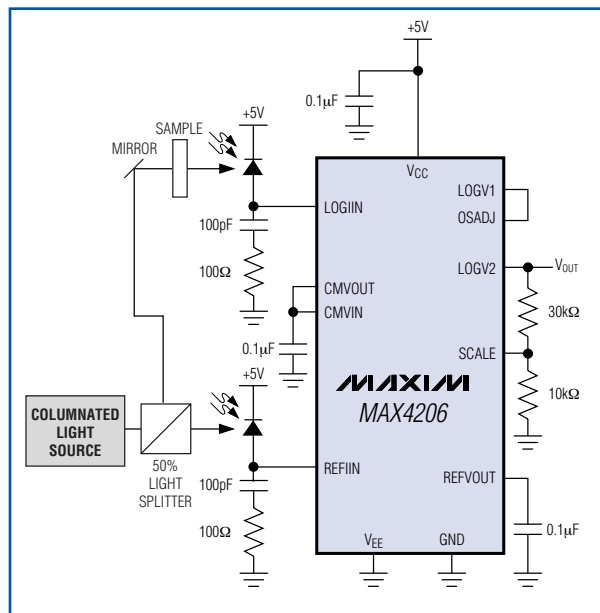 +5V
0.1µF
+5V
SAMPLE
MIRROR
VCC
LOGV1
LOGIIN
OSADJ
100pF
LOGV2
VOUT
100Ω
CMVOUT
30kΩ
CMVIN
0.1µF
SCALE
+5V
MAXIM
10kΩ
MAX4206
COLUMNATED
LIGHT
SOURCE
50%
LIGHT
SPLITTER
REFIIN
REFVOUT
100pF
100Ω
0.1µF
VEE
GND